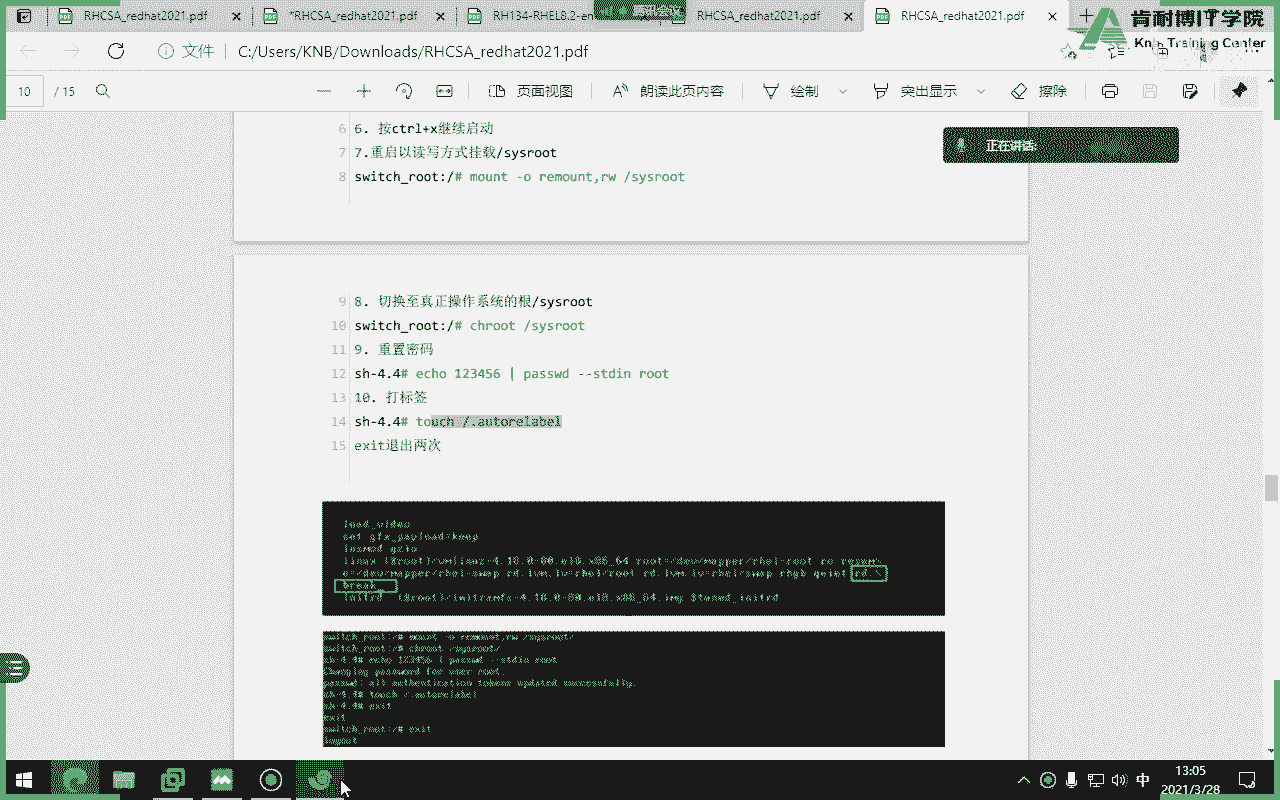 RHCSA_redhat2021.pdf
*RHCSA_redhat2021.pdf
RH134-RHEL8.2-en
RHCSA_redhat2021.pdf
RHCSA_redhat2021.pdf
肯耐博IT学院
KnB Training Center
文件
C:/Users/KNB/Downloads/RHCSA_redhat2021.pdf
10 / 15
页面视图
朗读此页内容
绘制
突出显示
擦除
正在讲话:
6 6. 按ctrl+x继续启动
7 7.重启以读写方式挂载/sysroot
8 switch_root:/# mount -o remount,rw /sysroot
9 8. 切换至真正操作系统的根/sysroot
10 switch_root:/# chroot /sysroot
11 9. 重置密码
12 sh-4.4# echo 123456 | passwd --stdin root
13 10. 打标签
14 sh-4.4# touch /.autorelabel
15 exit退出两次
load_video
set gfx_payload=keep
insmod gzio
linux ($root)/vmlinuz-4.18.0-80.el8.x86_64 root=/dev/mapper/rhel-root ro resum\
e=/dev/mapper/rhel-swap rd.lvm.lv=rhel/root rd.lvm.lv=rhel/swap rhgb quiet rd.\
break_
initrd ($root)/initramfs-4.18.0-80.el8.x86_64.img $tuned_initrd
switch_root:/# mount -o remount,rw /sysroot/
switch_root:/# chroot /sysroot/
sh-4.4# echo 123456 | passwd --stdin root
Changing password for user root.
passwd: all authentication tokens updated successfully.
sh-4.4# touch /.autorelabel
sh-4.4# exit
exit
switch_root:/# exit
logout
中
13:05
2021/3/28